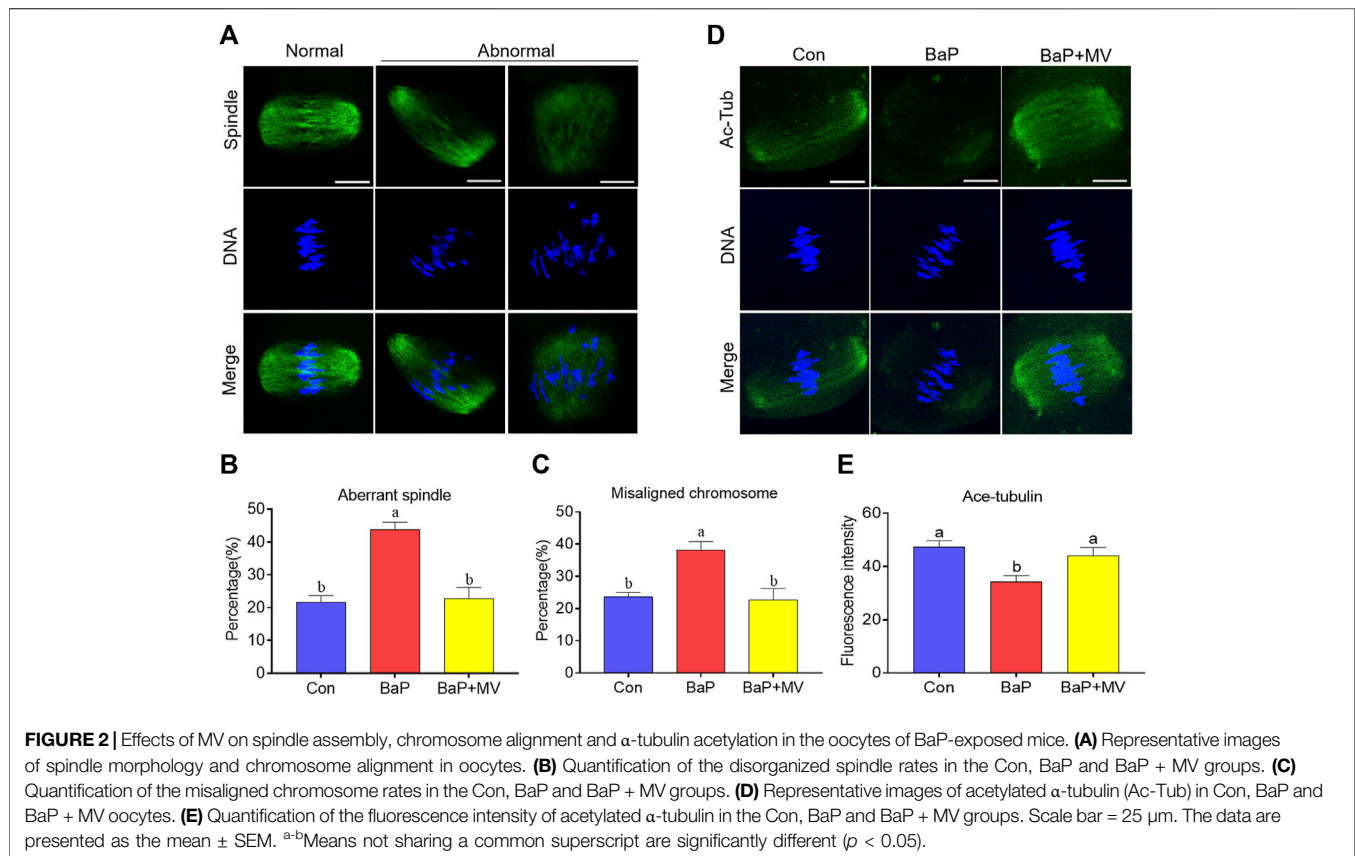 A
Normal
Abnormal
Spindle
DNA
Merge
D
Con
BaP
BaP+MV
Ac-Tub
DNA
Merge
B
Aberrant spindle
Percentage(%)
50
40
30
20
10
0
b
a
b
Con
BaP
BaP+MV
C
Misaligned chromosome
Percentage(%)
50
40
30
20
10
0
b
a
b
Con
BaP
BaP+MV
E
Ace-tubulin
Fluorescence intensity
60
40
20
0
a
b
a
Con
BaP
BaP+MV
FIGURE 2 | Effects of MV on spindle assembly, chromosome alignment and α-tubulin acetylation in the oocytes of BaP-exposed mice. (A) Representative images
of spindle morphology and chromosome alignment in oocytes. (B) Quantification of the disorganized spindle rates in the Con, BaP and BaP + MV groups. (C)
Quantification of the misaligned chromosome rates in the Con, BaP and BaP + MV groups. (D) Representative images of acetylated α-tubulin (Ac-Tub) in Con, BaP and
BaP + MV oocytes. (E) Quantification of the fluorescence intensity of acetylated α-tubulin in the Con, BaP and BaP + MV groups. Scale bar = 25 μm. The data are
presented as the mean ± SEM. a-bMeans not sharing a common superscript are significantly different (p < 0.05).